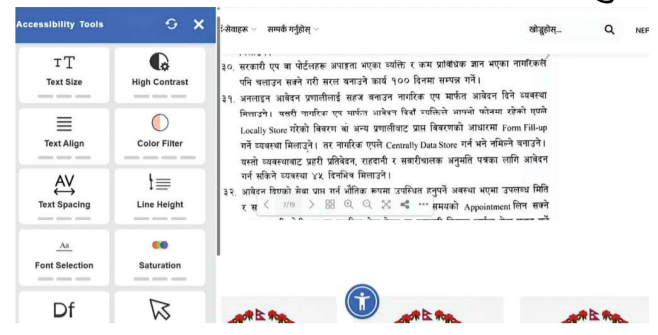 Accessibility Tools
Text Size
High Contrast
Text Align
Color Filter
Text Spacing
Line Height
Font Selection
Saturation
ई-सेवाहरू
सम्पर्क गर्नुहोस्
खोज्नुहोस्...
NEP
३०. सरकारी एप वा पोर्टलहरू अपाङ्गता भएका व्यक्ति र कम प्राविधिक ज्ञान भएका नागरिकले
पनि चलाउन सक्ने गरी सरल बनाउने कार्य १०० दिनमा सम्पन्न गर्ने।
३१. अनलाइन आवेदन प्रणालीलाई सहज बनाउन नागरिक एप मार्फत आवेदन दिने व्यवस्था
मिलाउने। यसरी नागरिक एप मार्फत आवेदन दिदाँ व्यक्तिले आफ्नो फोनमा रहेको एपले
Locally Store गरेको विवरण वा अन्य प्रणालीबाट प्राप्त विवरणको आधारमा Form Fill-up
गर्ने व्यवस्था मिलाउने। तर नागरिक एपले Centrally Data Store गर्न भने नमिल्ने बनाउने।
यस्तो व्यवस्थाबाट प्रहरी प्रतिवेदन, राहदानी र सवारीचालक अनुमति पत्रका लागि आवेदन
गर्न सकिने व्यवस्था ४५ दिनभित्र मिलाउने।
३२. आवेदन दिएको सेवा प्राप्त गर्न भौतिक रूपमा उपस्थित हुनुपर्ने अवस्था भएमा उपलब्ध मिति
र स 7/19 समयको Appointment लिन सक्ने
Df